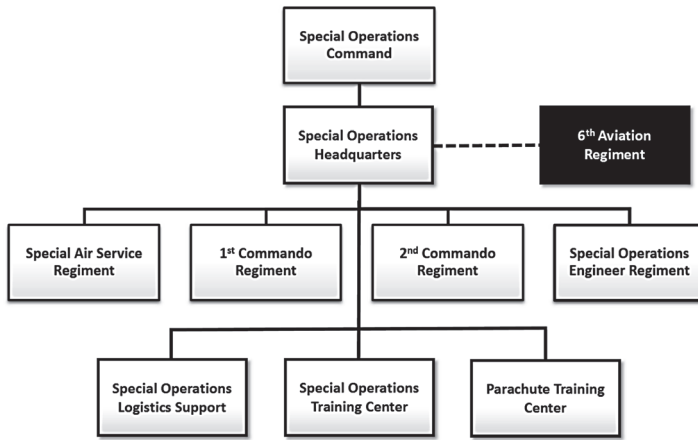 Special Operations
Command
Special Operations
Headquarters
6th Aviation
Regiment
Special Air Service
Regiment
1st Commando
Regiment
2nd Commando
Regiment
Special Operations
Engineer Regiment
Special Operations
Logistics Support
Special Operations
Training Center
Parachute Training
Center